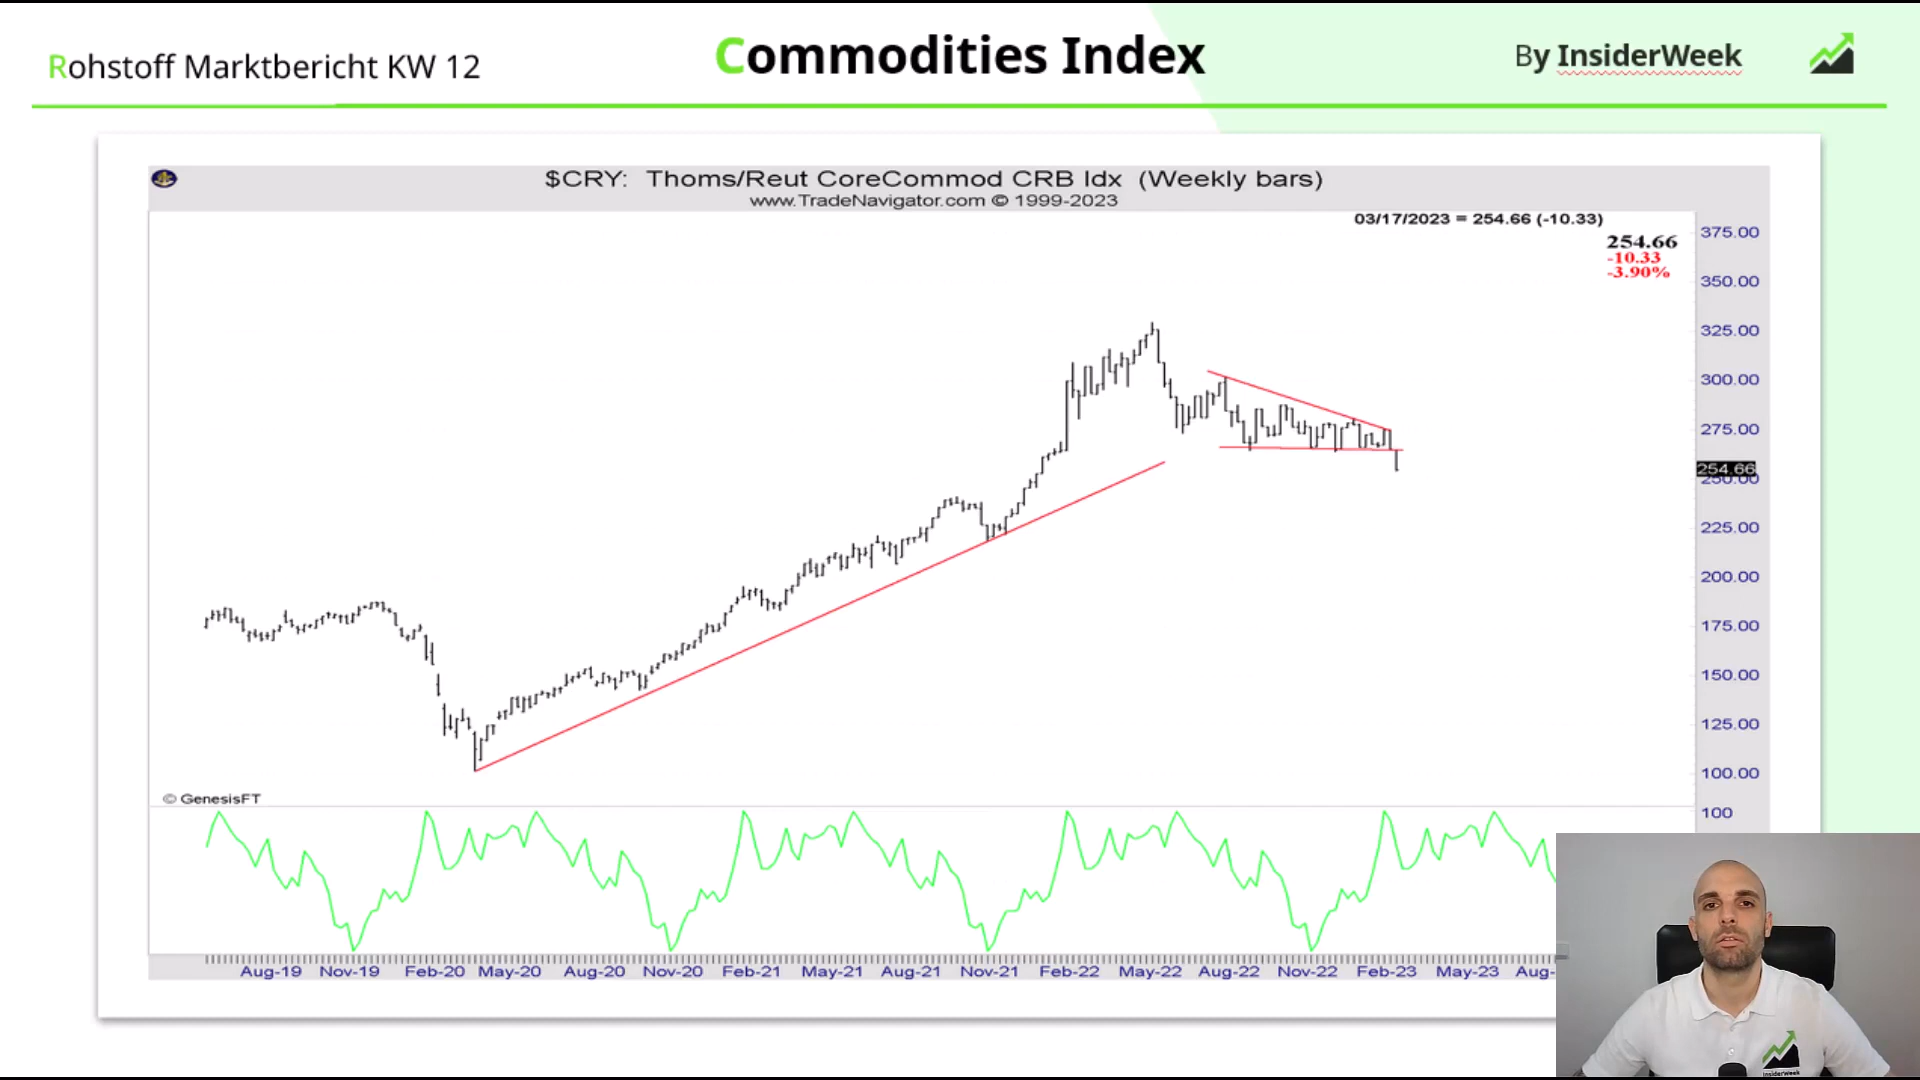 Rohstoff Marktbericht KW 12
Commodities Index
By InsiderWeek
$CRY: Thoms/Reut CoreCommod CRB Idx (Weekly bars)
www.TradeNavigator.com © 1999-2023
03/17/2023 = 254.66 (-10.33)
254.66
-10.33
-3.90%
375.00
350.00
325.00
300.00
275.00
254.66
250.00
225.00
200.00
175.00
150.00
125.00
100.00
© GenesisFT
100
Aug-19 Nov-19 Feb-20 May-20 Aug-20 Nov-20 Feb-21 May-21 Aug-21 Nov-21 Feb-22 May-22 Aug-22 Nov-22 Feb-23 May-23 Aug-
InsiderWeek